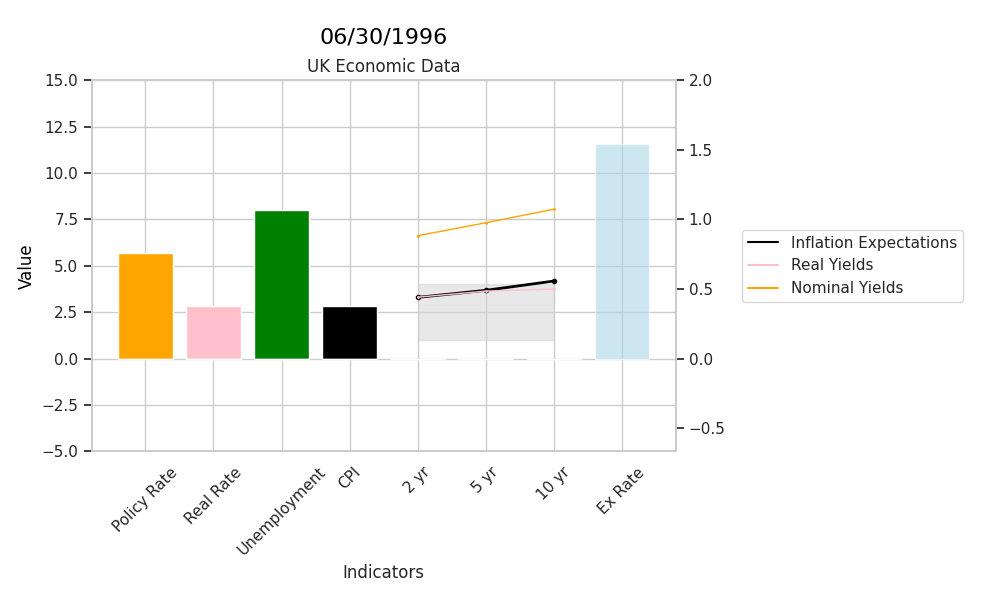 06/30/1996
UK Economic Data
15.0
12.5
10.0
7.5
5.0
2.5
0.0
−2.5
−5.0
Value
2.0
1.5
1.0
0.5
0.0
−0.5
Inflation Expectations
Real Yields
Nominal Yields
Policy Rate
Real Rate
Unemployment
CPI
2 yr
5 yr
10 yr
Ex Rate
Indicators